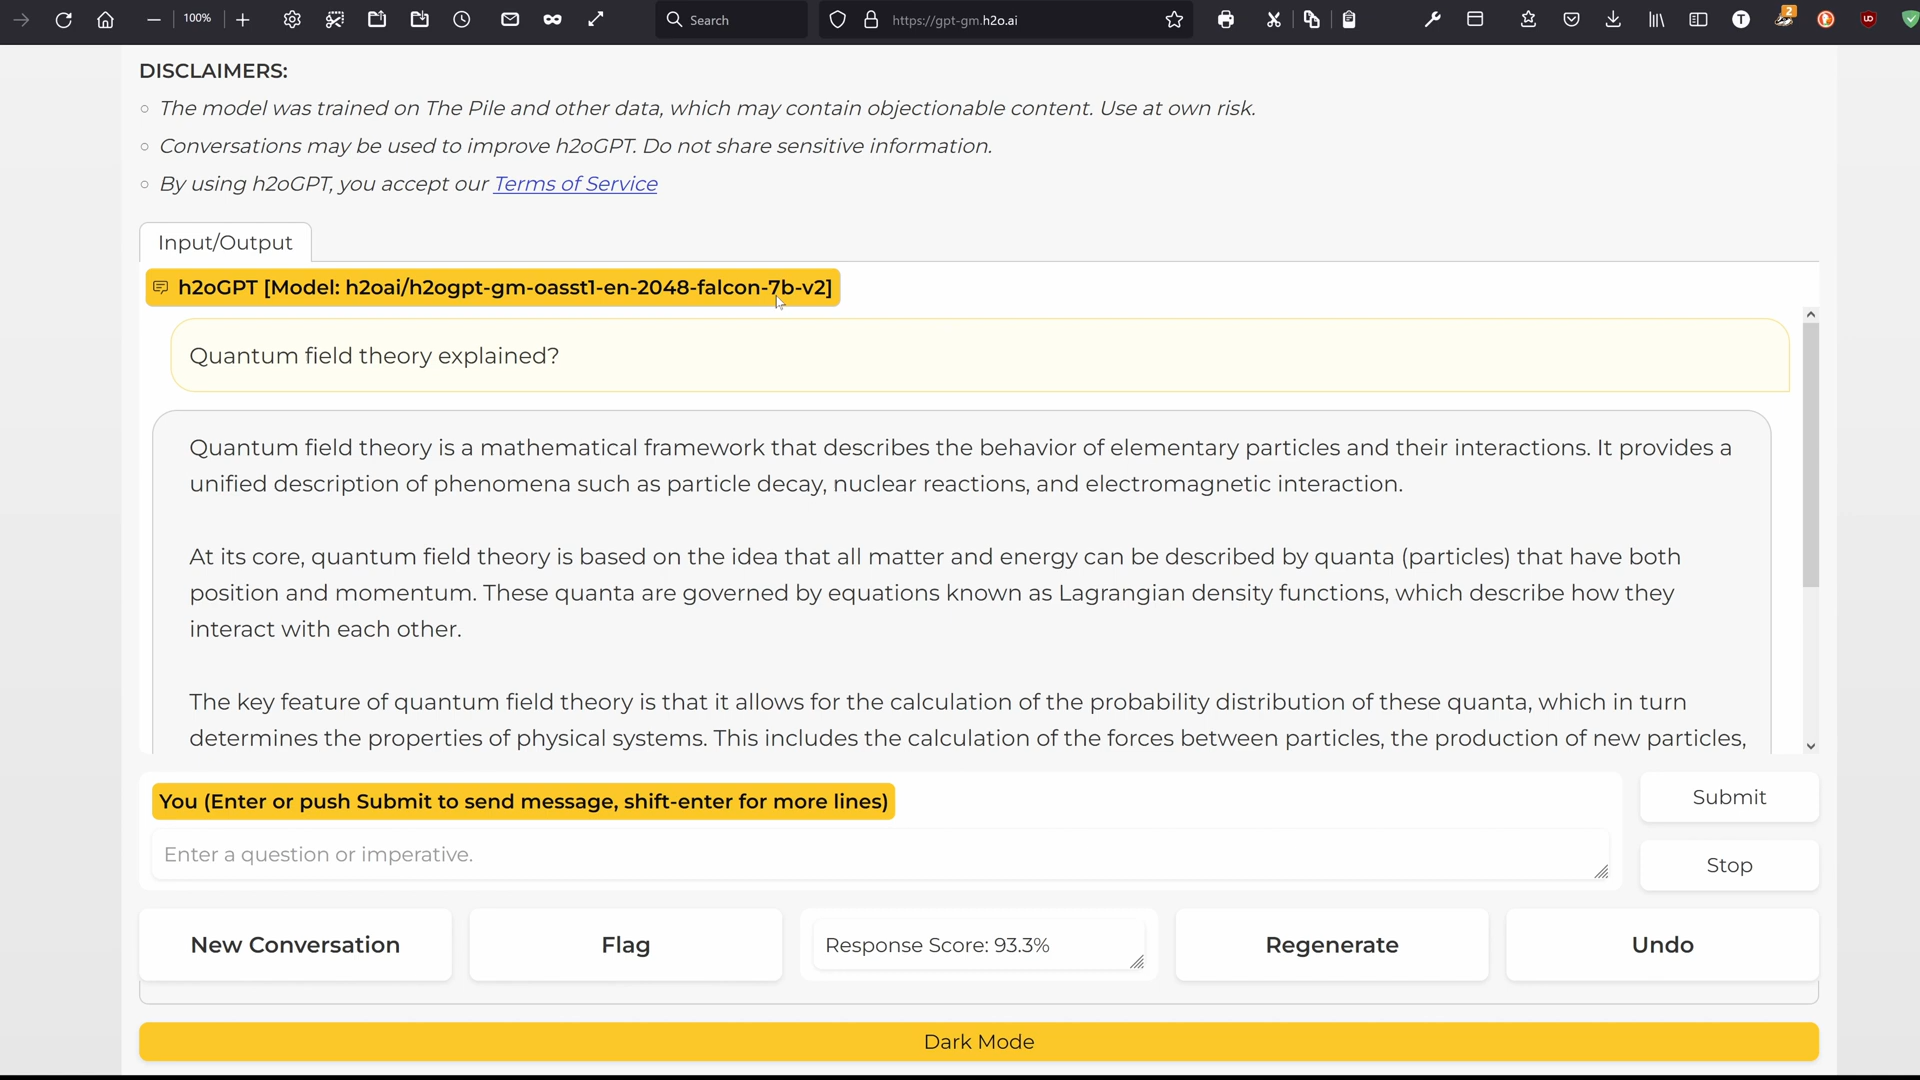 100%
Search
https://gpt-gm.h2o.ai
T
2
UD
DISCLAIMERS:
The model was trained on The Pile and other data, which may contain objectionable content. Use at own risk.
Conversations may be used to improve h2oGPT. Do not share sensitive information.
By using h2oGPT, you accept our Terms of Service
Input/Output
h2oGPT [Model: h2oai/h2ogpt-gm-oasst1-en-2048-falcon-7b-v2]
Quantum field theory explained?
Quantum field theory is a mathematical framework that describes the behavior of elementary particles and their interactions. It provides a
unified description of phenomena such as particle decay, nuclear reactions, and electromagnetic interaction.
At its core, quantum field theory is based on the idea that all matter and energy can be described by quanta (particles) that have both
position and momentum. These quanta are governed by equations known as Lagrangian density functions, which describe how they
interact with each other.
The key feature of quantum field theory is that it allows for the calculation of the probability distribution of these quanta, which in turn
determines the properties of physical systems. This includes the calculation of the forces between particles, the production of new particles,
You (Enter or push Submit to send message, shift-enter for more lines)
Enter a question or imperative.
Submit
Stop
New Conversation
Flag
Response Score: 93.3%
Regenerate
Undo
Dark Mode